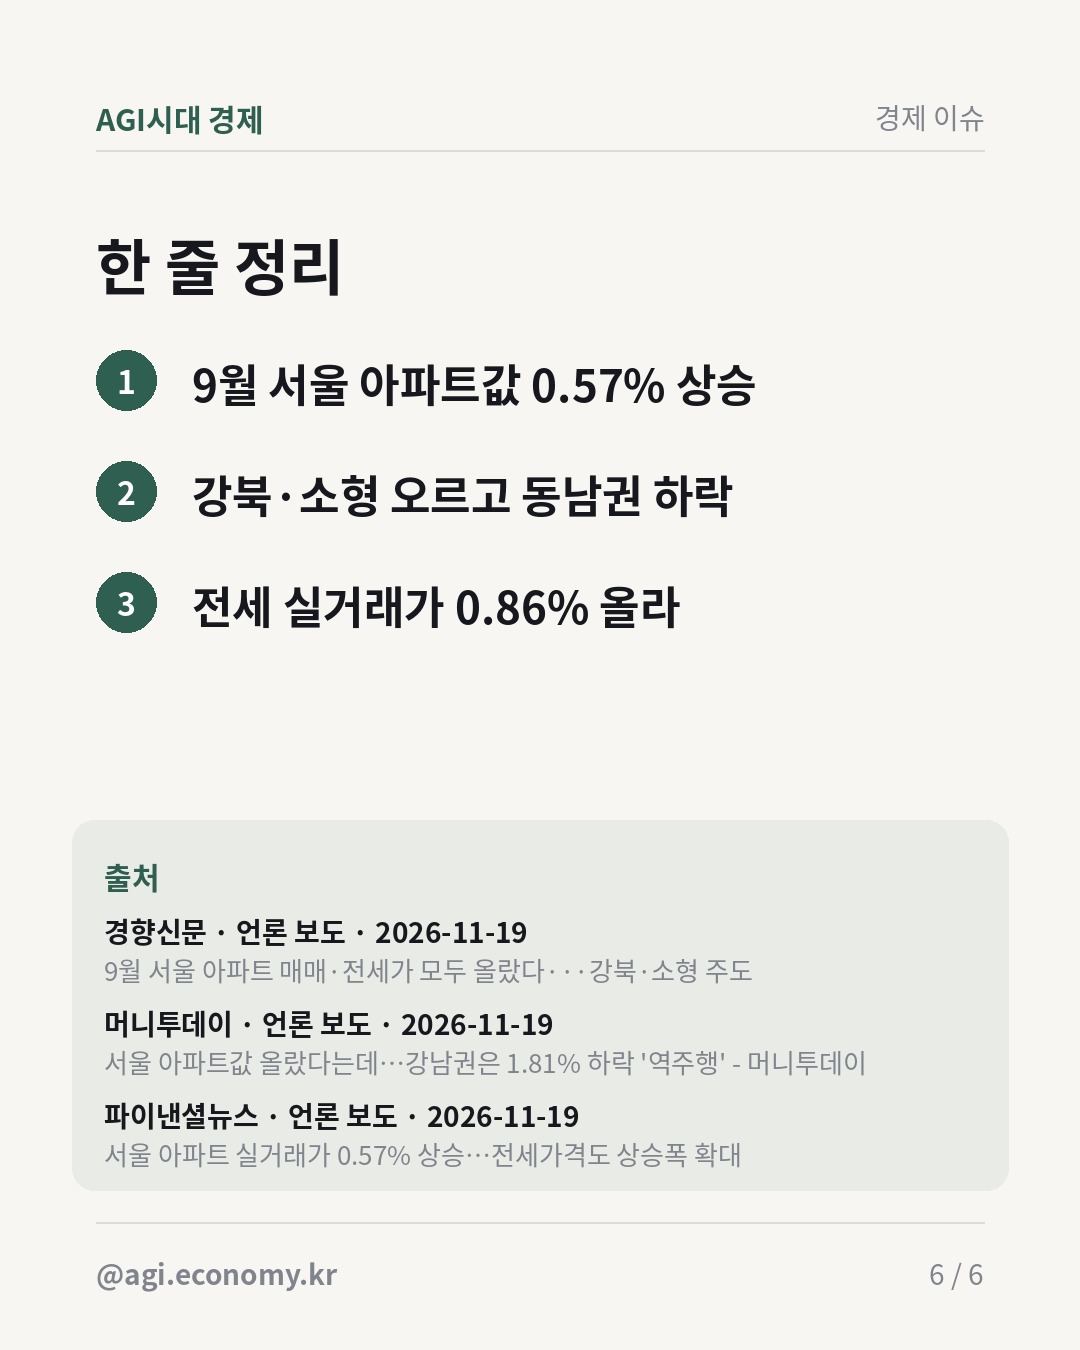 AGI시대 경제
경제 이슈
한 줄 정리
1 9월 서울 아파트값 0.57% 상승
2 강북·소형 오르고 동남권 하락
3 전세 실거래가 0.86% 올라
출처
경향신문 · 언론 보도 · 2026-11-19
9월 서울 아파트 매매·전세가 모두 올랐다···강북·소형 주도
머니투데이 · 언론 보도 · 2026-11-19
서울 아파트값 올랐다는데…강남권은 1.81% 하락 '역주행' - 머니투데이
파이낸셜뉴스 · 언론 보도 · 2026-11-19
서울 아파트 실거래가 0.57% 상승…전세가격도 상승폭 확대
@agi.economy.kr
6 / 6